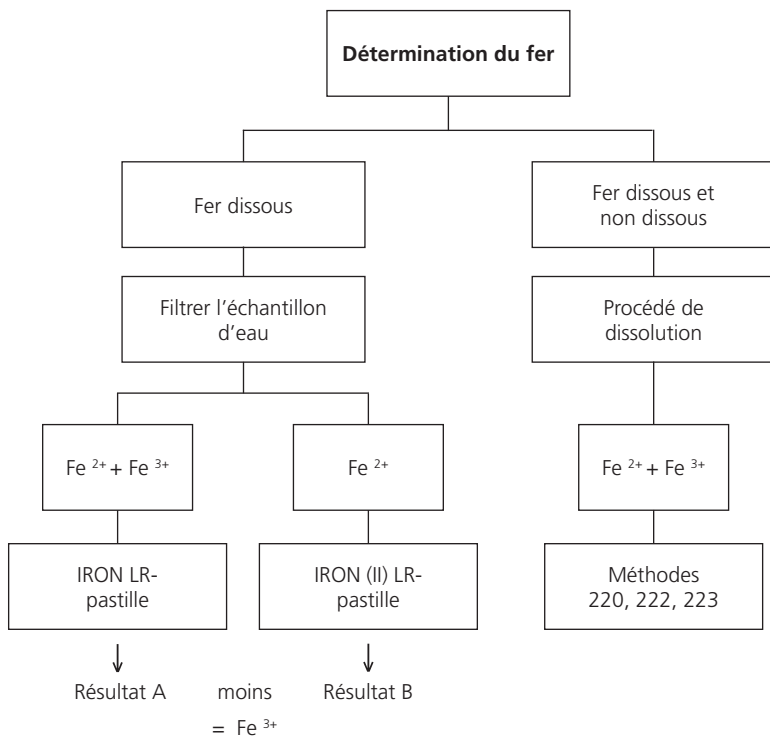 Détermination du fer
Fer dissous
Fer dissous et
non dissous
Filtrer l'échantillon
d'eau
Procédé de
dissolution
Fe 2+ + Fe 3+
Fe 2+
Fe 2+ + Fe 3+
IRON LR-
pastille
IRON (II) LR-
pastille
Méthodes
220, 222, 223
Résultat A moins Résultat B
= Fe 3+